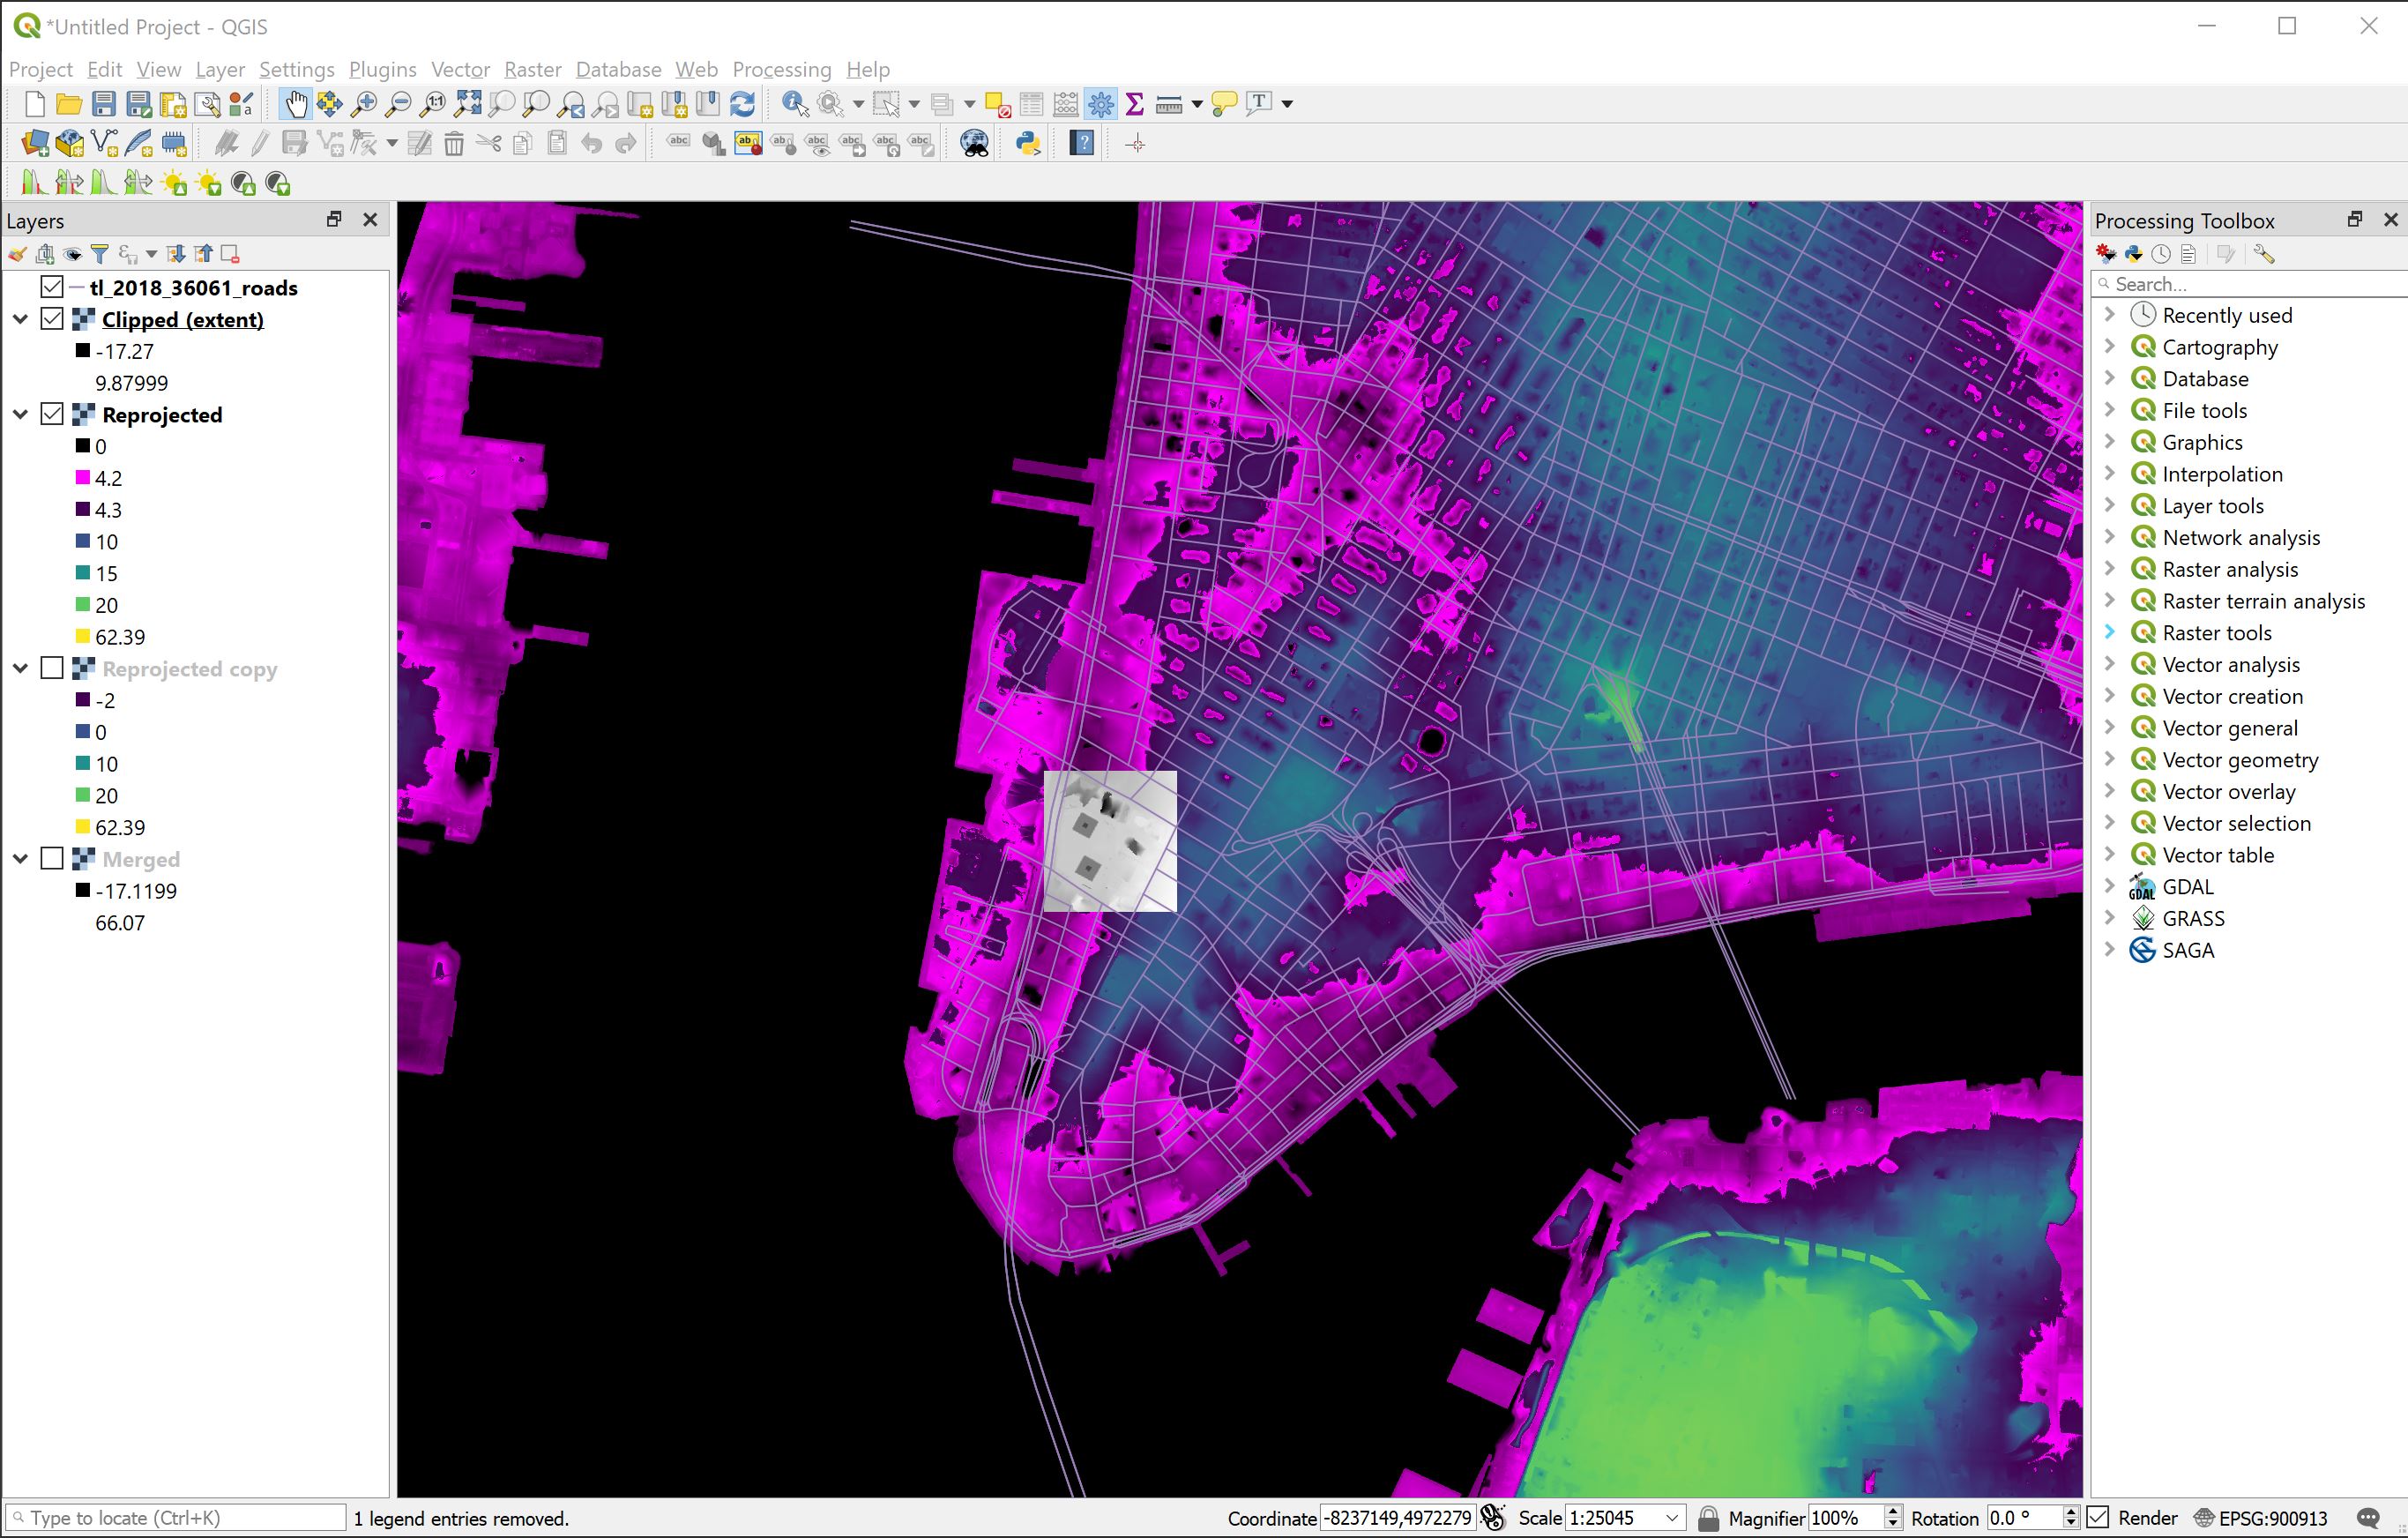 *Untitled Project - QGIS
Project Edit View Layer Settings Plugins Vector Raster Database Web Processing Help
Layers
tl_2018_36061_roads
Clipped (extent)
-17.27
9.87999
Reprojected
0
4.2
4.3
10
15
20
62.39
Reprojected copy
-2
0
10
20
62.39
Merged
-17.1199
66.07
Processing Toolbox
Search...
Recently used
Cartography
Database
File tools
Graphics
Interpolation
Layer tools
Network analysis
Raster analysis
Raster terrain analysis
Raster tools
Vector analysis
Vector creation
Vector general
Vector geometry
Vector overlay
Vector selection
Vector table
GDAL
GRASS
SAGA
Type to locate (Ctrl+K) 1 legend entries removed. Coordinate -8237149,4972279 Scale 1:25045 Magnifier 100% Rotation 0.0 ° Render EPSG:900913